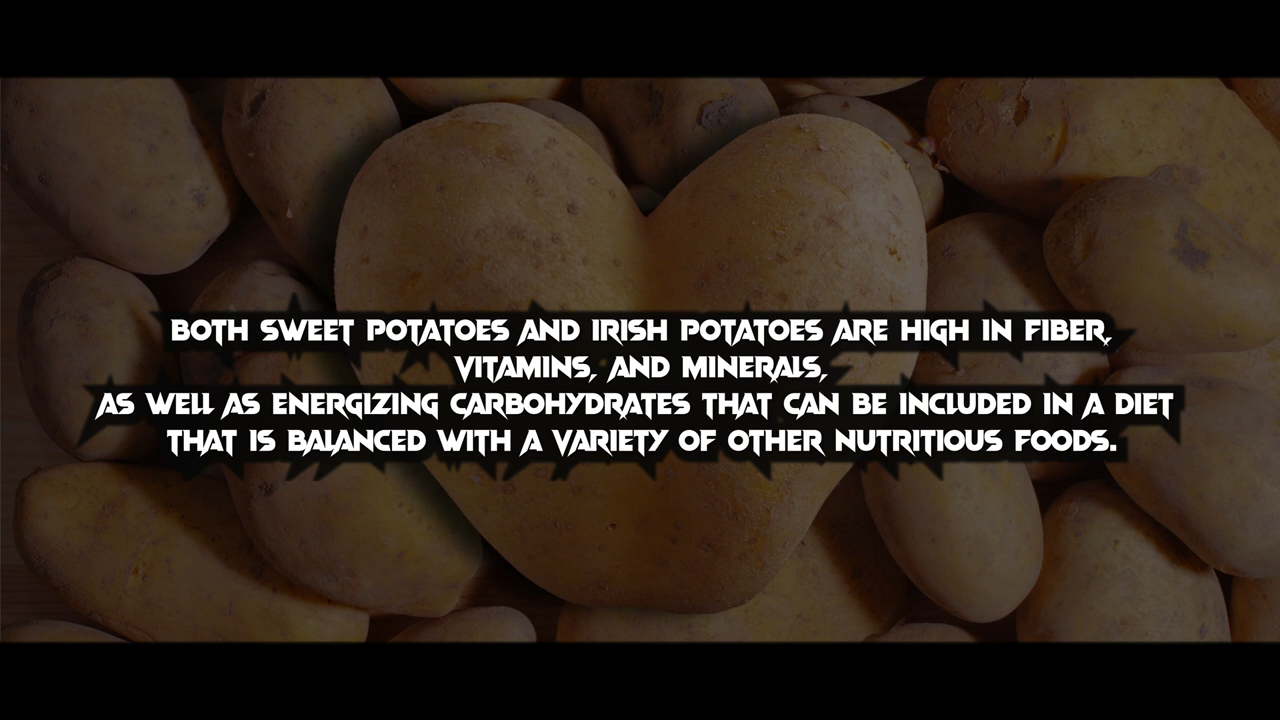 BOTH SWEET POTATOES AND IRISH POTATOES ARE HIGH IN FIBER,
VITAMINS, AND MINERALS,
AS WELL AS ENERGIZING CARBOHYDRATES THAT CAN BE INCLUDED IN A DIET
THAT IS BALANCED WITH A VARIETY OF OTHER NUTRITIOUS FOODS.